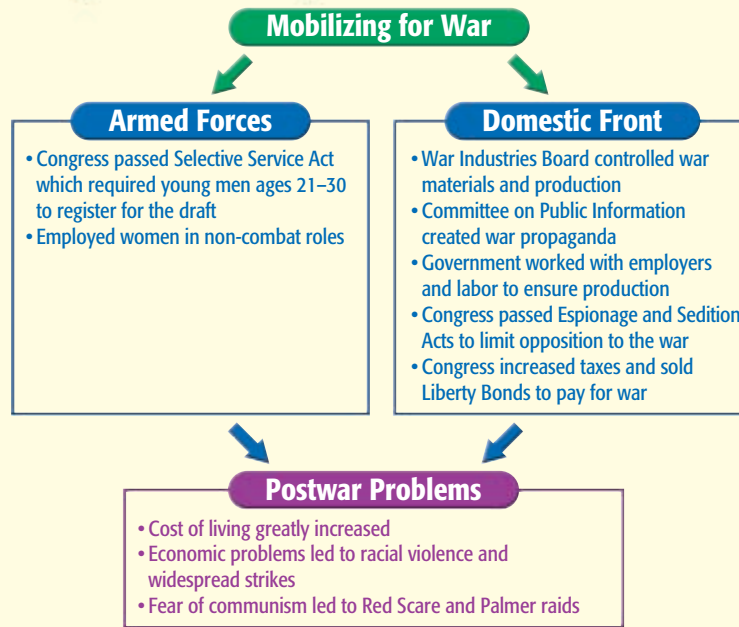 Mobilizing for War
Armed Forces
• Congress passed Selective Service Act
which required young men ages 21–30
to register for the draft
• Employed women in non-combat roles
Domestic Front
• War Industries Board controlled war
materials and production
• Committee on Public Information
created war propaganda
• Government worked with employers
and labor to ensure production
• Congress passed Espionage and Sedition
Acts to limit opposition to the war
• Congress increased taxes and sold
Liberty Bonds to pay for war
Postwar Problems
• Cost of living greatly increased
• Economic problems led to racial violence and
widespread strikes
• Fear of communism led to Red Scare and Palmer raids